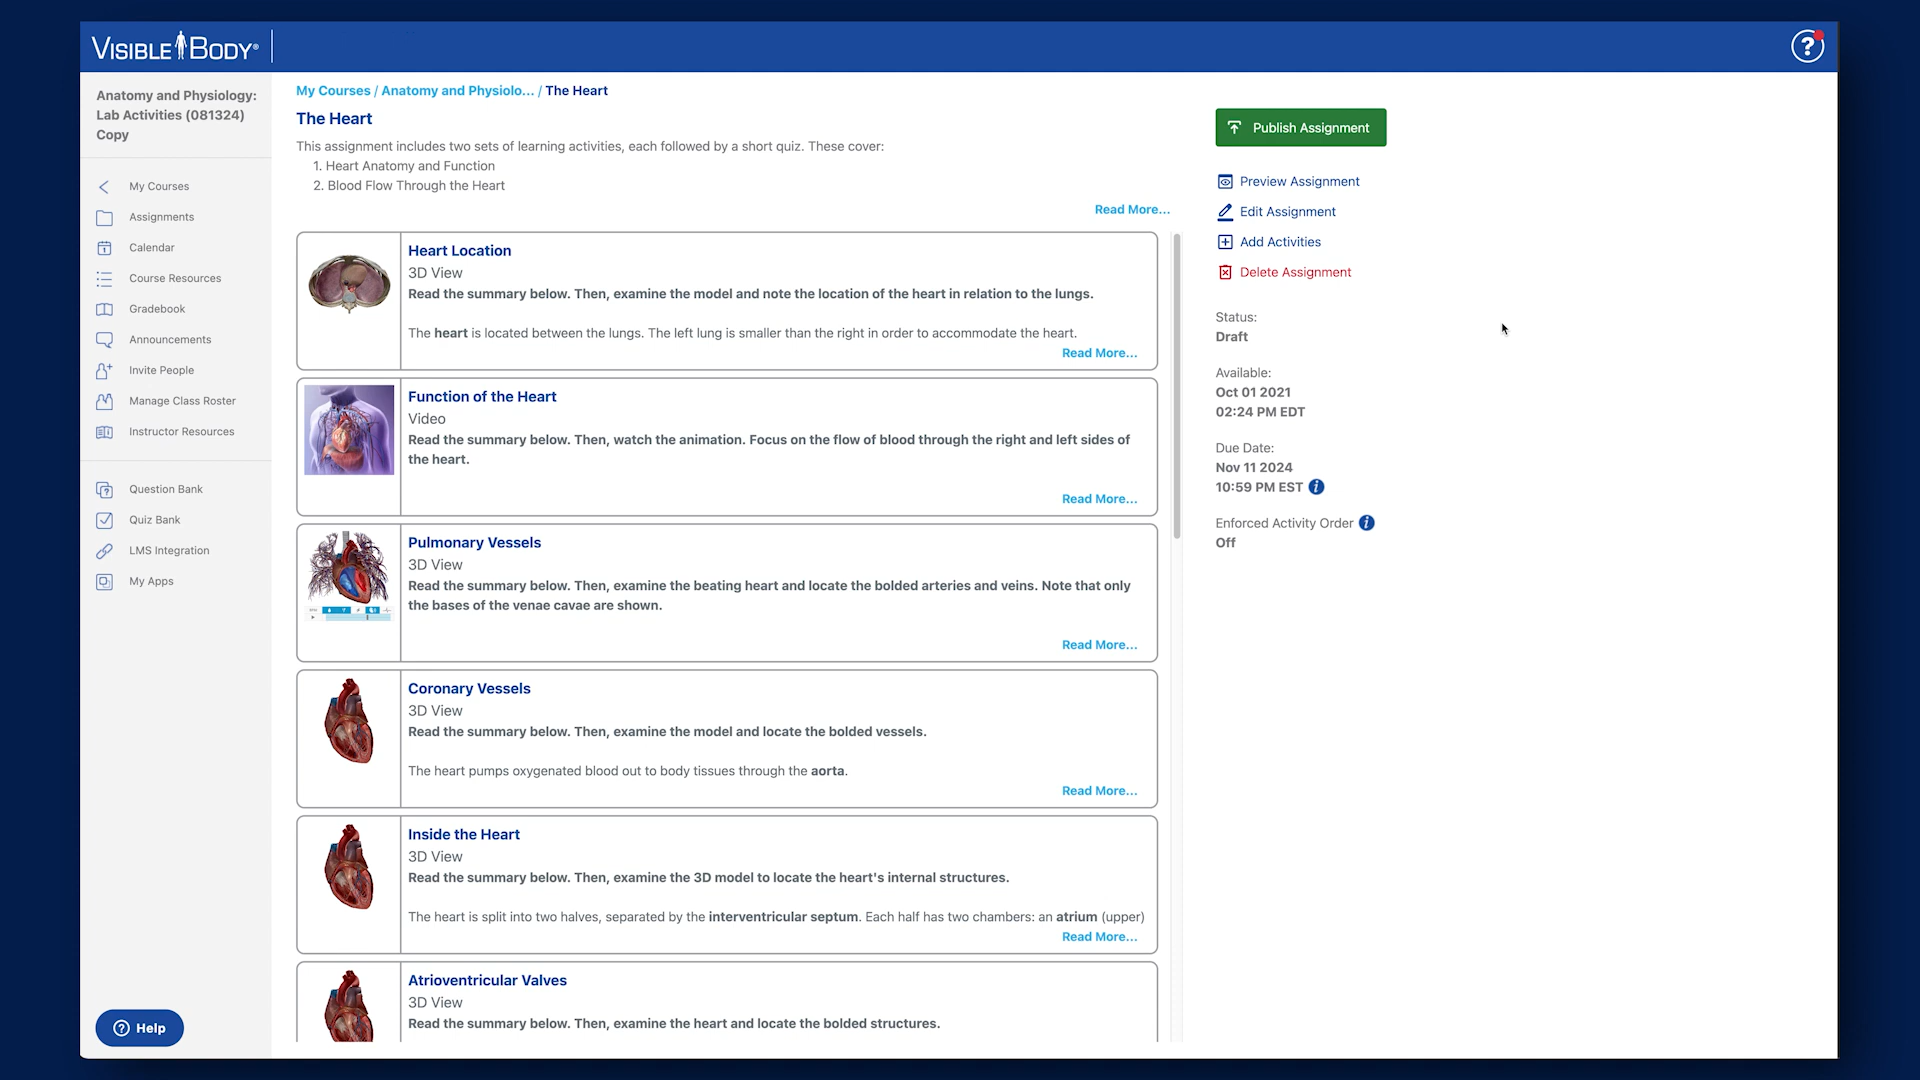 VISIBLE BODY®
?
Anatomy and Physiology:
Lab Activities (081324)
Copy
My Courses
Assignments
Calendar
Course Resources
Gradebook
Announcements
Invite People
Manage Class Roster
Instructor Resources
Question Bank
Quiz Bank
LMS Integration
My Apps
Help
My Courses / Anatomy and Physiolo... / The Heart
The Heart
This assignment includes two sets of learning activities, each followed by a short quiz. These cover:
1. Heart Anatomy and Function
2. Blood Flow Through the Heart
Read More...
Heart Location
3D View
Read the summary below. Then, examine the model and note the location of the heart in relation to the lungs.
The heart is located between the lungs. The left lung is smaller than the right in order to accommodate the heart.
Read More...
Function of the Heart
Video
Read the summary below. Then, watch the animation. Focus on the flow of blood through the right and left sides of
the heart.
Read More...
Pulmonary Vessels
3D View
Read the summary below. Then, examine the beating heart and locate the bolded arteries and veins. Note that only
the bases of the venae cavae are shown.
Read More...
Coronary Vessels
3D View
Read the summary below. Then, examine the model and locate the bolded vessels.
The heart pumps oxygenated blood out to body tissues through the aorta.
Read More...
Inside the Heart
3D View
Read the summary below. Then, examine the 3D model to locate the heart's internal structures.
The heart is split into two halves, separated by the interventricular septum. Each half has two chambers: an atrium (upper)
Read More...
Atrioventricular Valves
3D View
Read the summary below. Then, examine the heart and locate the bolded structures.
Publish Assignment
Preview Assignment
Edit Assignment
Add Activities
Delete Assignment
Status:
Draft
Available:
Oct 01 2021
02:24 PM EDT
Due Date:
Nov 11 2024
10:59 PM EST i
Enforced Activity Order i
Off